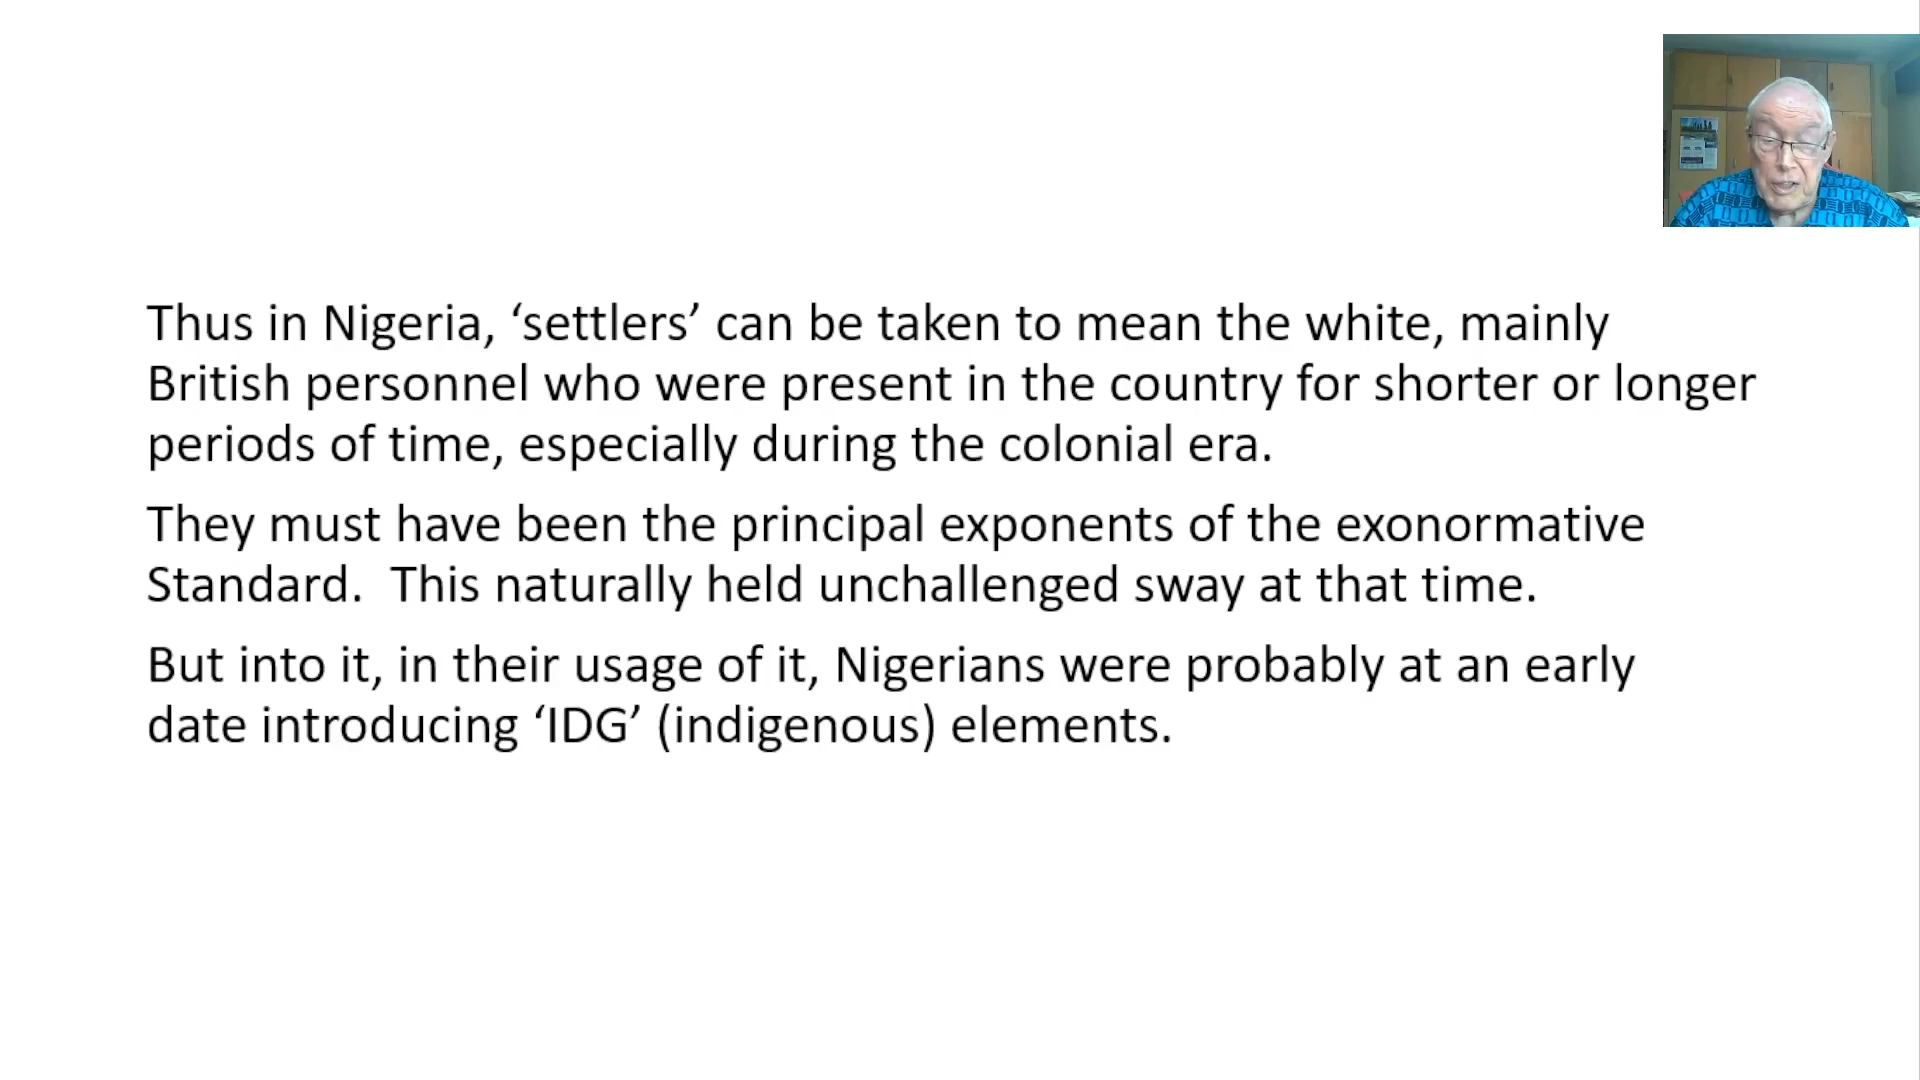 Thus in Nigeria, ‘settlers’ can be taken to mean the white, mainly
British personnel who were present in the country for shorter or longer
periods of time, especially during the colonial era.
They must have been the principal exponents of the exonormative
Standard.  This naturally held unchallenged sway at that time.
But into it, in their usage of it, Nigerians were probably at an early
date introducing ‘IDG’ (indigenous) elements.